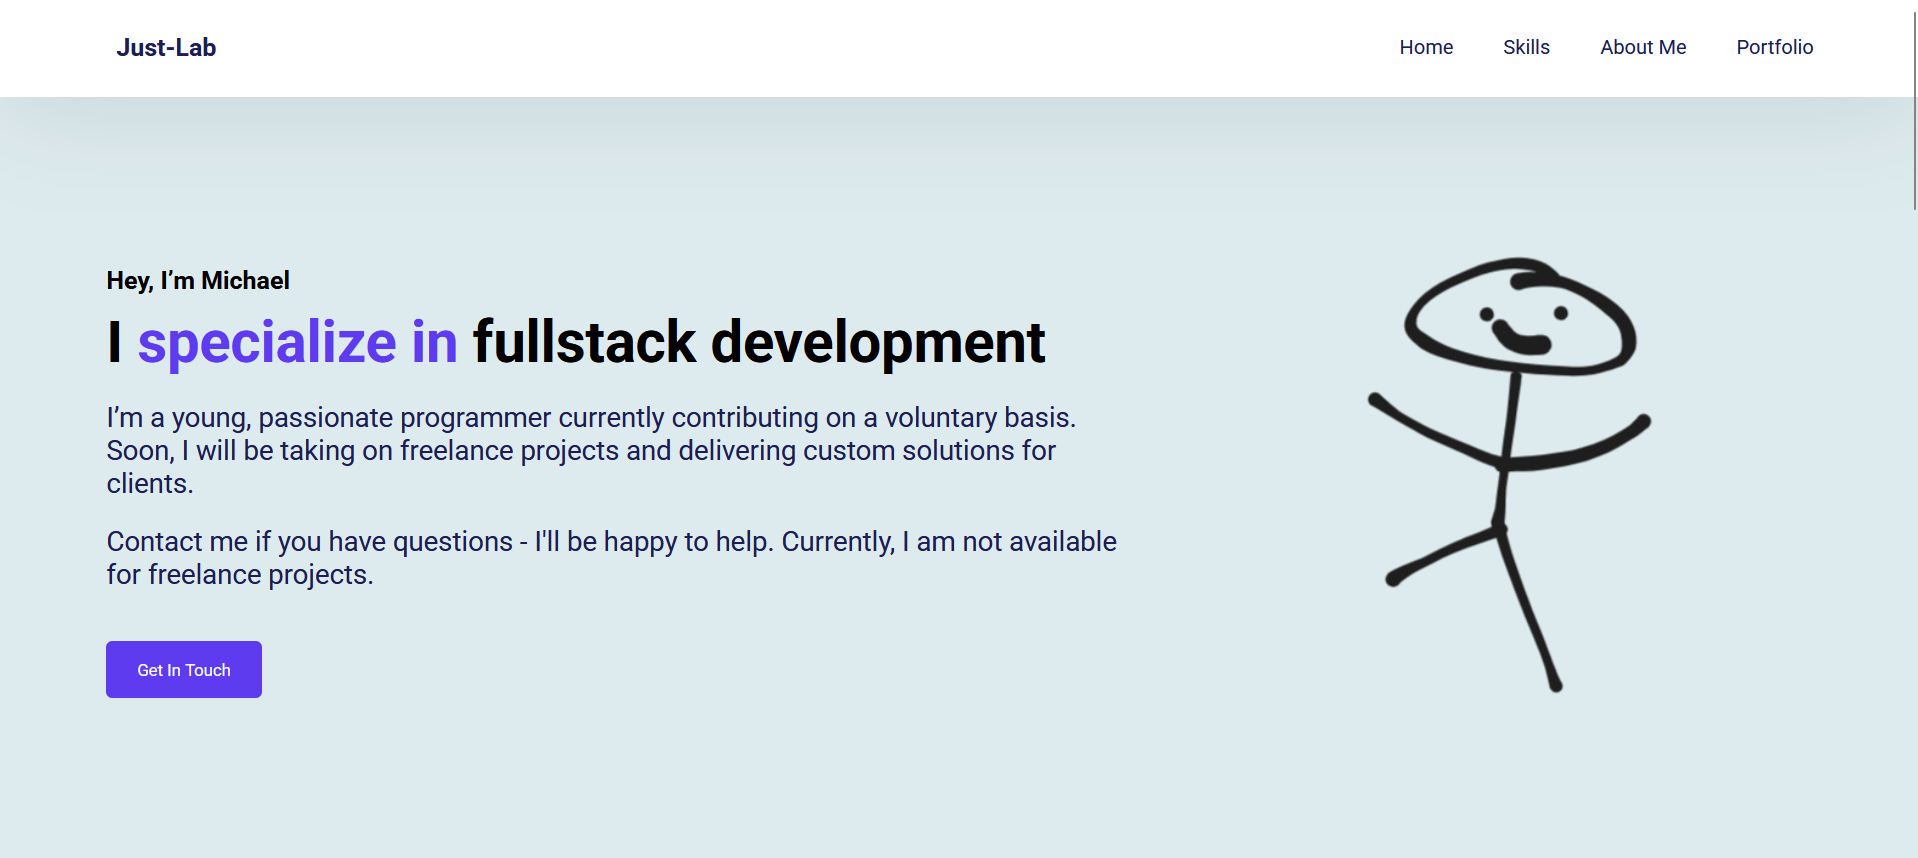 Just-Lab
Home
Skills
About Me
Portfolio
Hey, I’m Michael
I specialize in fullstack development
I’m a young, passionate programmer currently contributing on a voluntary basis.
Soon, I will be taking on freelance projects and delivering custom solutions for
clients.
Contact me if you have questions - I'll be happy to help. Currently, I am not available
for freelance projects.
Get In Touch